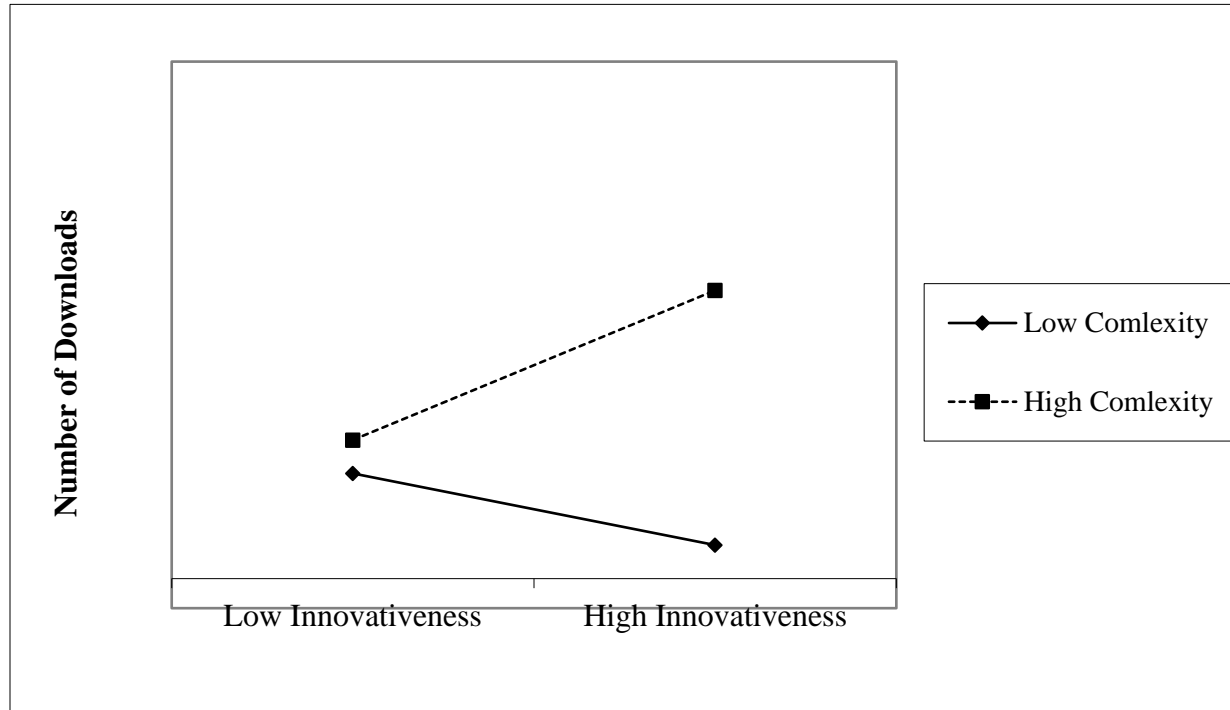 Number of Downloads
Low Comlexity
High Comlexity
Low Innovativeness
High Innovativeness